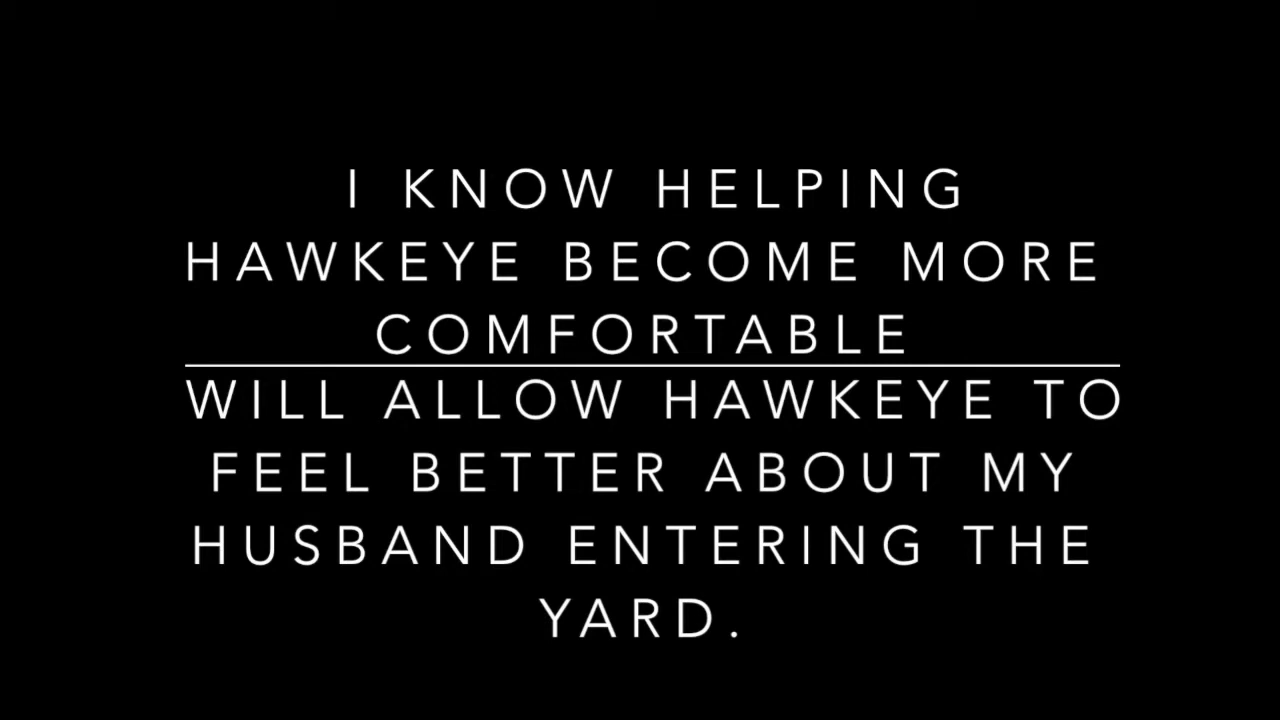 I KNOW HELPING
HAWKEYE BECOME MORE
COMFORTABLE
WILL ALLOW HAWKEYE TO
FEEL BETTER ABOUT MY
HUSBAND ENTERING THE
YARD.